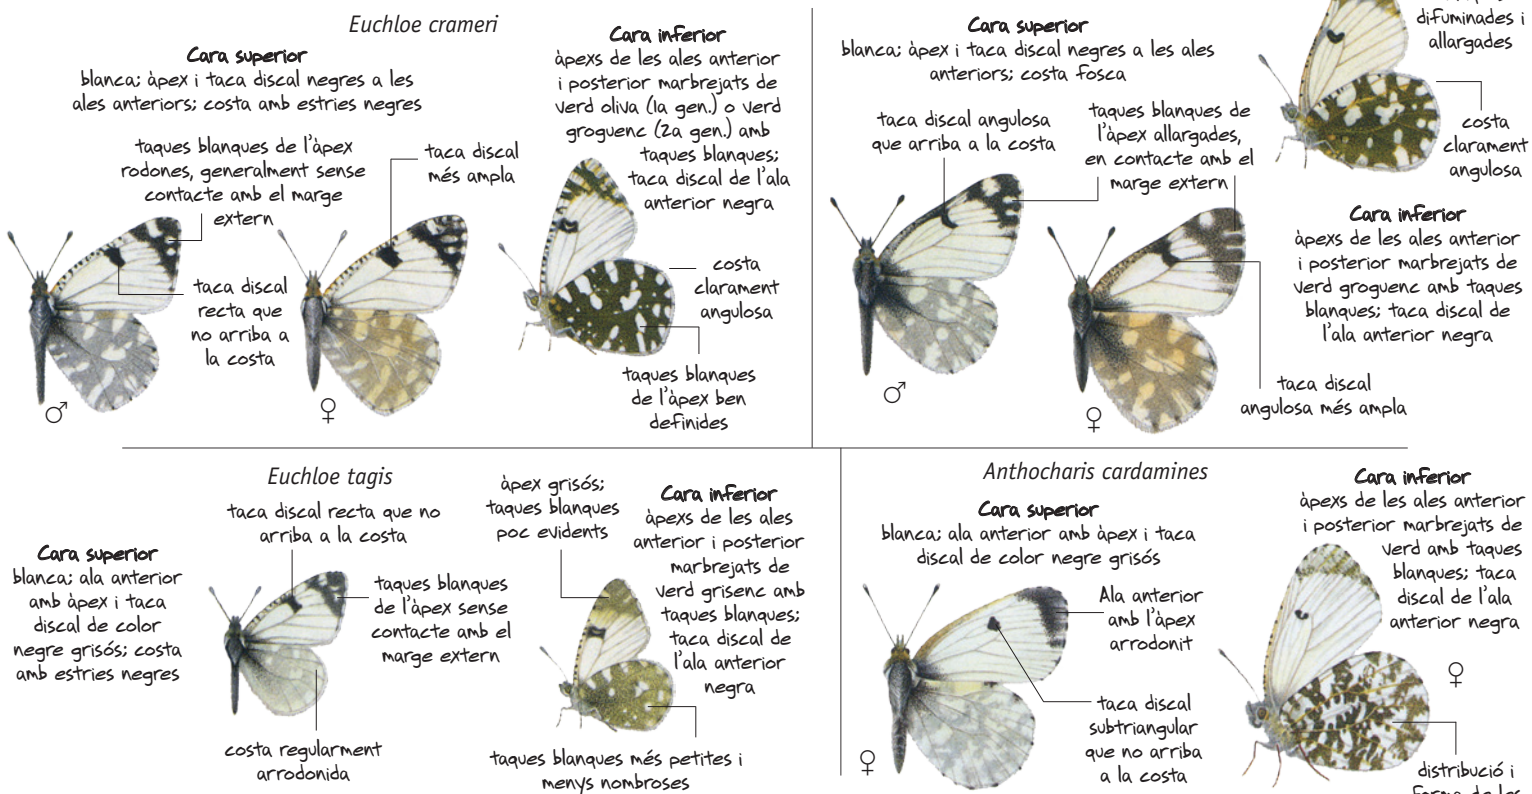 Euchloe crameri
Cara superior
blanca; àpex i taca discal negres a les
ales anteriors; costa amb estries negres
taques blanques de l'àpex
rodones, generalment sense
contacte amb el marge
extern
taca discal
més ampla
taca discal
recta que
no arriba a
la costa
♂
♀
Cara inferior
àpexs de les ales anterior
i posterior marbrejats de
verd oliva (1a gen.) o verd
groguenc (2a gen.) amb
taques blanques;
taca discal de l'ala
anterior negra
costa
clarament
angulosa
taques blanques
de l'àpex ben
definides
Cara superior
blanca; àpex i taca discal negres a les ales
anteriors; costa fosca
taca discal angulosa
que arriba a la costa
taques blanques de
l'àpex allargades,
en contacte amb el
marge extern
♂
♀
taca discal
angulosa més ampla
difuminades i
allargades
costa
clarament
angulosa
Cara inferior
àpexs de les ales anterior
i posterior marbrejats de
verd groguenc amb taques
blanques; taca discal de
l'ala anterior negra
Euchloe tagis
Cara superior
blanca; ala anterior
amb àpex i taca
discal de color
negre grisós; costa
amb estries negres
taca discal recta que no
arriba a la costa
taques blanques
de l'àpex sense
contacte amb el
marge extern
costa regularment
arrodonida
àpex grisós;
taques blanques
poc evidents
Cara inferior
àpexs de les ales
anterior i posterior
marbrejats de
verd grisenc amb
taques blanques;
taca discal de
l'ala anterior
negra
taques blanques més petites i
menys nombroses
Anthocharis cardamines
Cara superior
blanca; ala anterior amb àpex i taca
discal de color negre grisós
Ala anterior
amb l'àpex
arrodonit
taca discal
subtriangular
que no arriba
a la costa
♀
Cara inferior
àpexs de les ales anterior
i posterior marbrejats de
verd amb taques
blanques; taca
discal de l'ala
anterior negra
♀
distribució i
forma de les